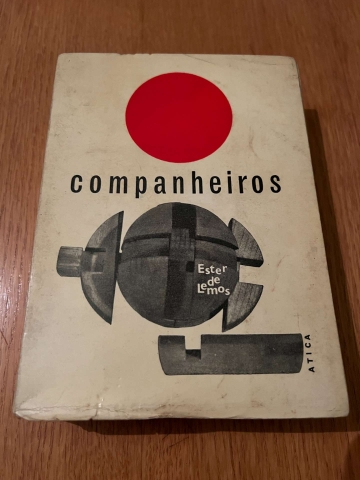 companheiros
Ester
de
Lemos
ATICA